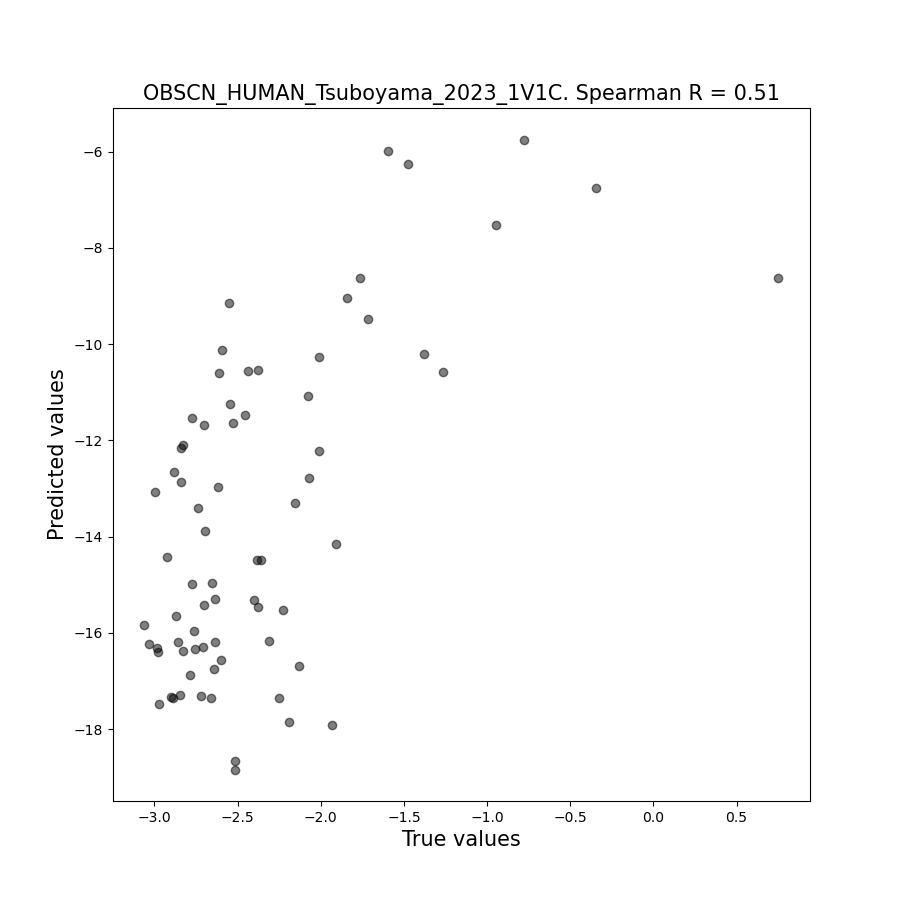 OBSCN_HUMAN_Tsuboyama_2023_1V1C. Spearman R = 0.51
−6
−8
−10
−12
−14
−16
−18
Predicted values
−3.0 −2.5 −2.0 −1.5 −1.0 −0.5 0.0 0.5
True values